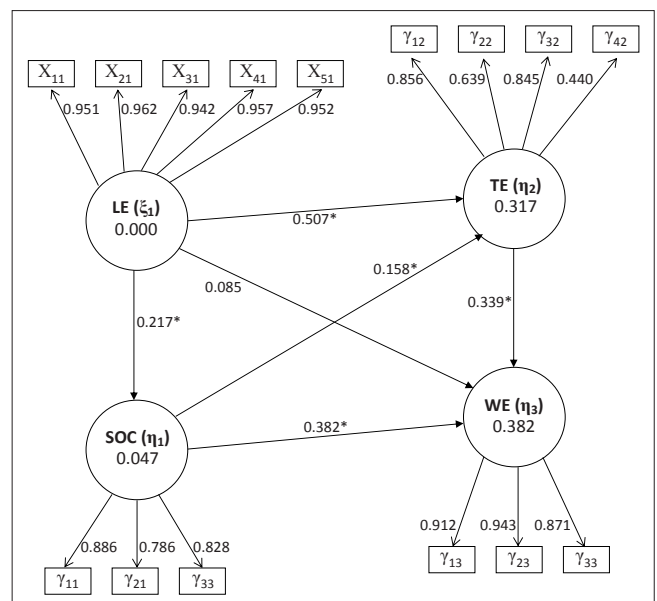 γ₁₂ γ₂₂ γ₃₂ γ₄₂
X₁₁ X₂₁ X₃₁ X₄₁ X₅₁
0.856 0.639 0.845 0.440
0.951 0.962 0.942 0.957 0.952
TE (η₂)
0.317
LE (ξ₁)
0.000
0.507*
0.158*
0.085
0.339*
0.217*
WE (η₃)
0.382
SOC (η₁)
0.047
0.382*
0.912 0.943 0.871
0.886 0.786 0.828
γ₁₃ γ₂₃ γ₃₃
γ₁₁ γ₂₁ γ₃₃